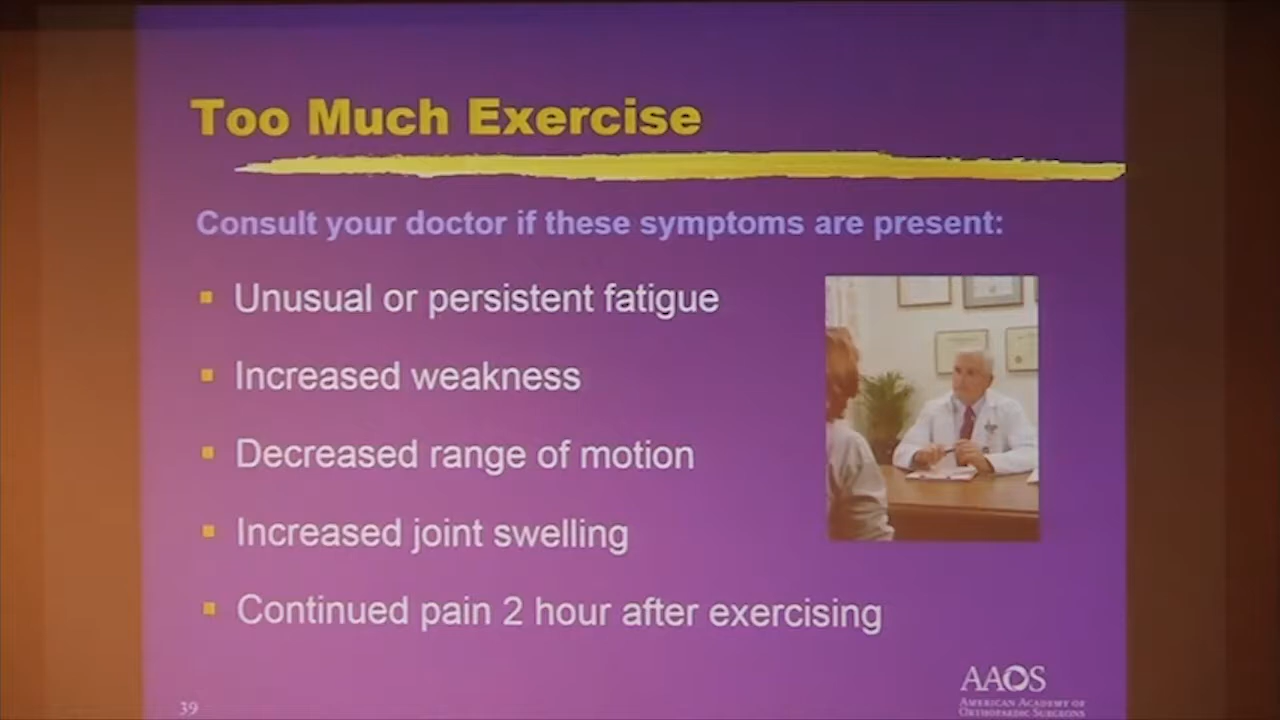 Too Much Exercise
Consult your doctor if these symptoms are present:
Unusual or persistent fatigue
Increased weakness
Decreased range of motion
Increased joint swelling
Continued pain 2 hour after exercising
39
AAOS
AMERICAN ACADEMY OF
ORTHOPAEDIC SURGEONS